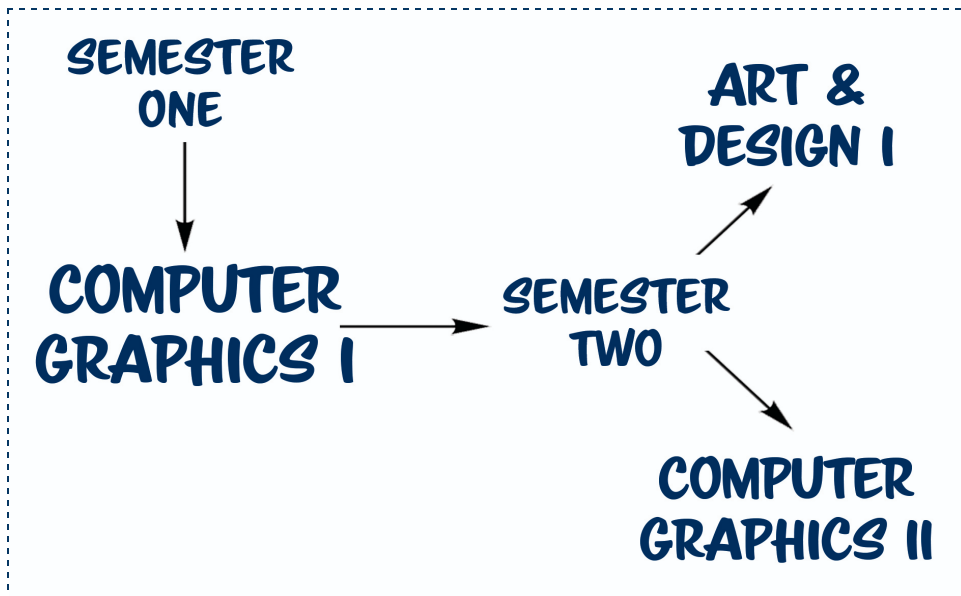 SEMESTER
ONE
COMPUTER
GRAPHICS I
SEMESTER
TWO
ART &
DESIGN I
COMPUTER
GRAPHICS II